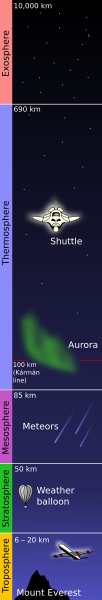 10,000 km
Exosphere
690 km
Thermosphere
Shuttle
Aurora
100 km
(Kármán
line)
85 km
Mesosphere
Meteors
50 km
Stratosphere
Weather
balloon
6 – 20 km
Troposphere
Mount Everest